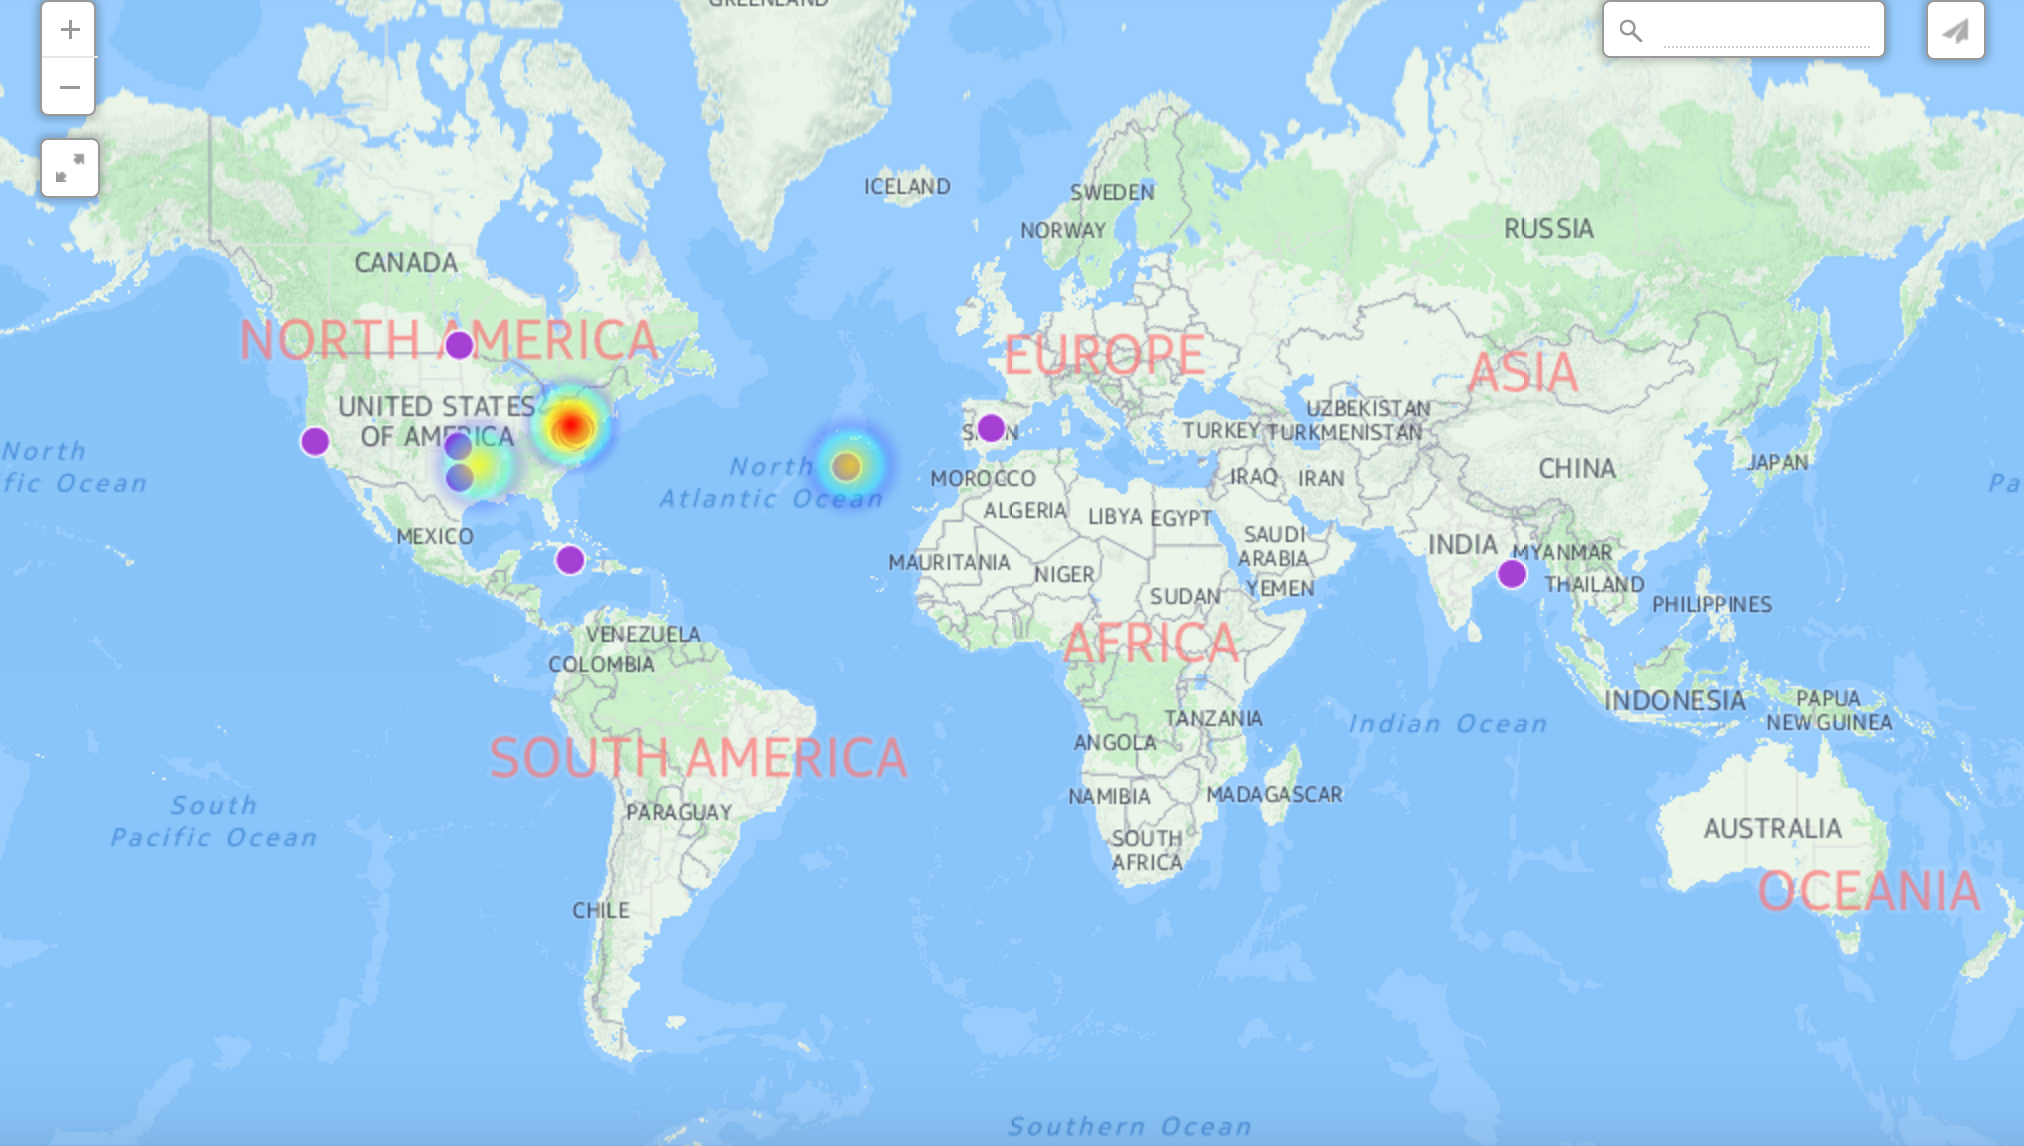 GREENLAND
+
−
ICELAND
SWEDEN
NORWAY
RUSSIA
CANADA
NORTH AMERICA
EUROPE
ASIA
UNITED STATES
OF AMERICA
UZBEKISTAN
TURKEY
TURKMENISTAN
North
North
Atlantic Ocean
fic Ocean
MOROCCO
IRAQ
IRAN
CHINA
JAPAN
Pa
ALGERIA
LIBYA
EGYPT
MEXICO
SAUDI
ARABIA
INDIA
MYANMAR
MAURITANIA
NIGER
YEMEN
THAILAND
SUDAN
PHILIPPINES
VENEZUELA
AFRICA
COLOMBIA
INDONESIA
PAPUA
NEW GUINEA
TANZANIA
Indian Ocean
ANGOLA
SOUTH AMERICA
NAMIBIA
MADAGASCAR
South
Pacific Ocean
PARAGUAY
SOUTH
AFRICA
AUSTRALIA
OCEANIA
CHILE
Southern Ocean